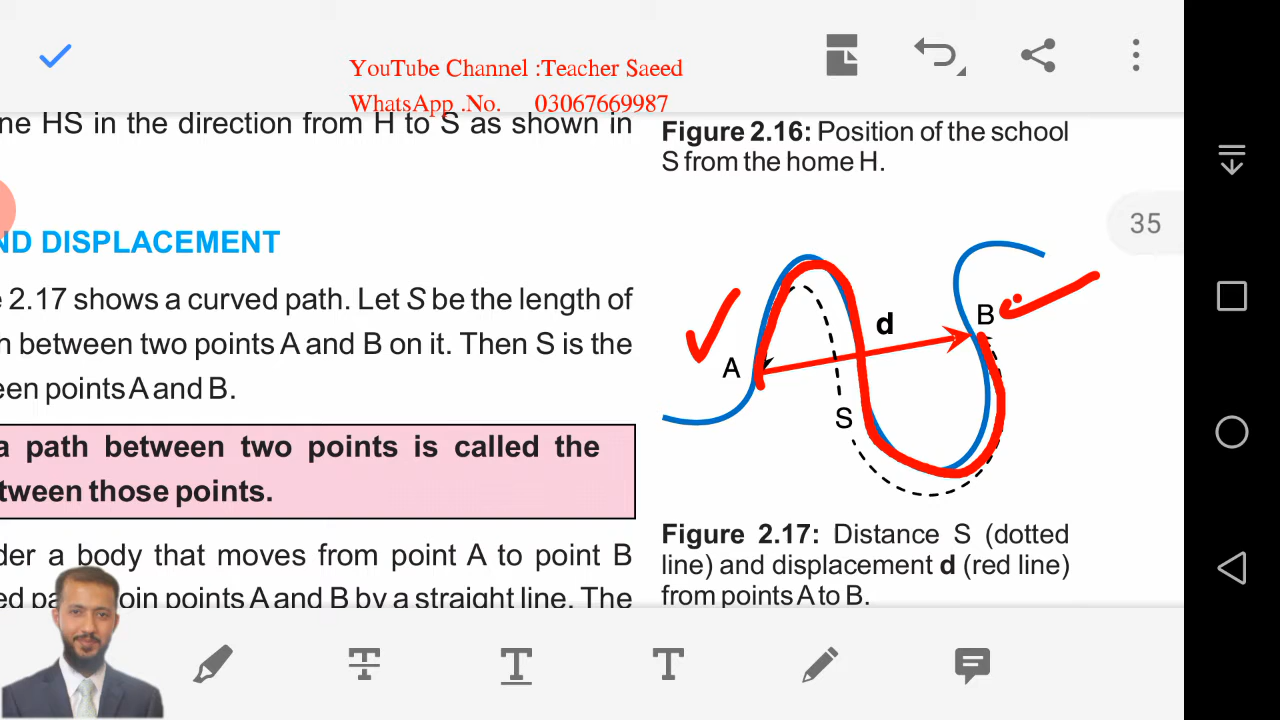 YouTube Channel :Teacher Saeed
WhatsApp .No. 03067669987
ne HS in the direction from H to S as shown in
ND DISPLACEMENT
2.17 shows a curved path. Let S be the length of
h between two points A and B on it. Then S is the
een points A and B.
a path between two points is called the
tween those points.
der a body that moves from point A to point B
ed pa join points A and B by a straight line. The
Figure 2.16: Position of the school
S from the home H.
35
A
d
B
S
Figure 2.17: Distance S (dotted
line) and displacement d (red line)
from points A to B.
T
T
T